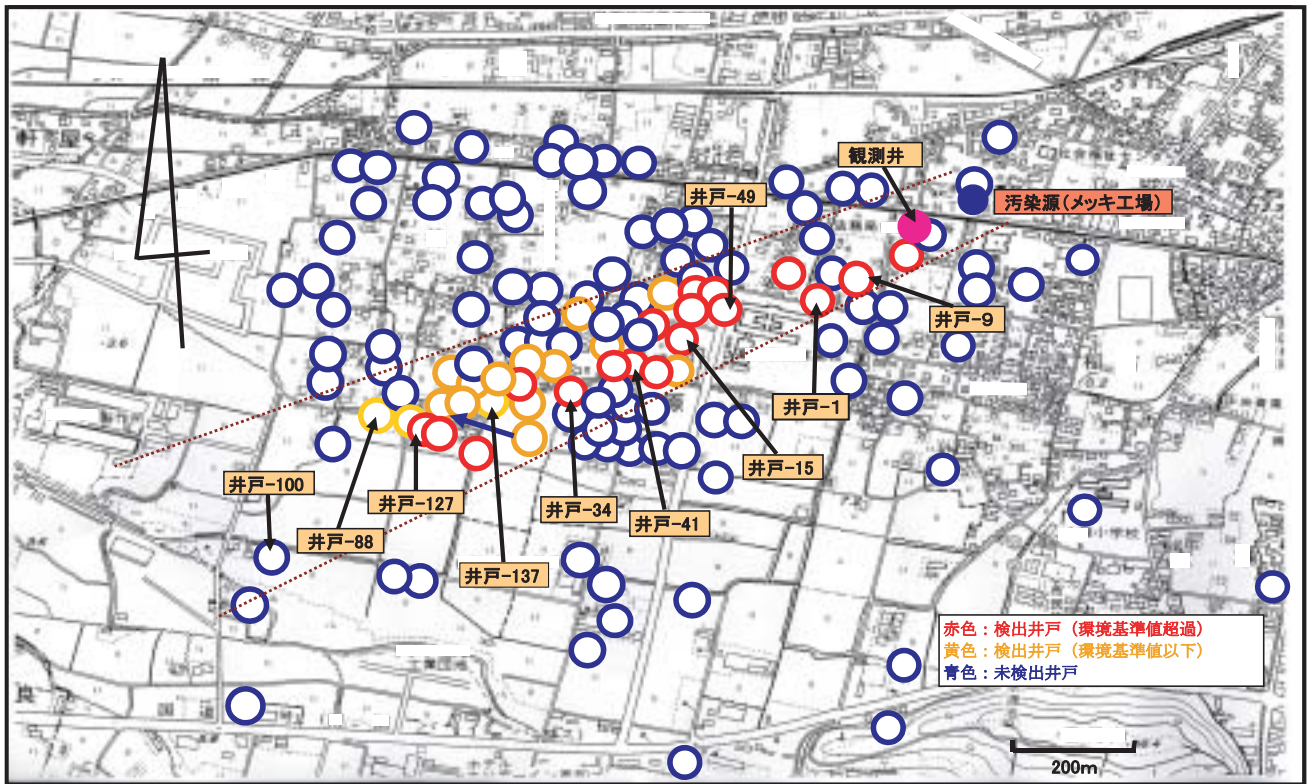 観測井
井戸-49
汚染源(メッキ工場)
井戸-9
井戸-1
井戸-15
井戸-100
井戸-127
井戸-34
井戸-41
井戸-88
井戸-137
赤色:検出井戸(環境基準値超過)
黄色:検出井戸(環境基準値以下)
青色:未検出井戸
200m